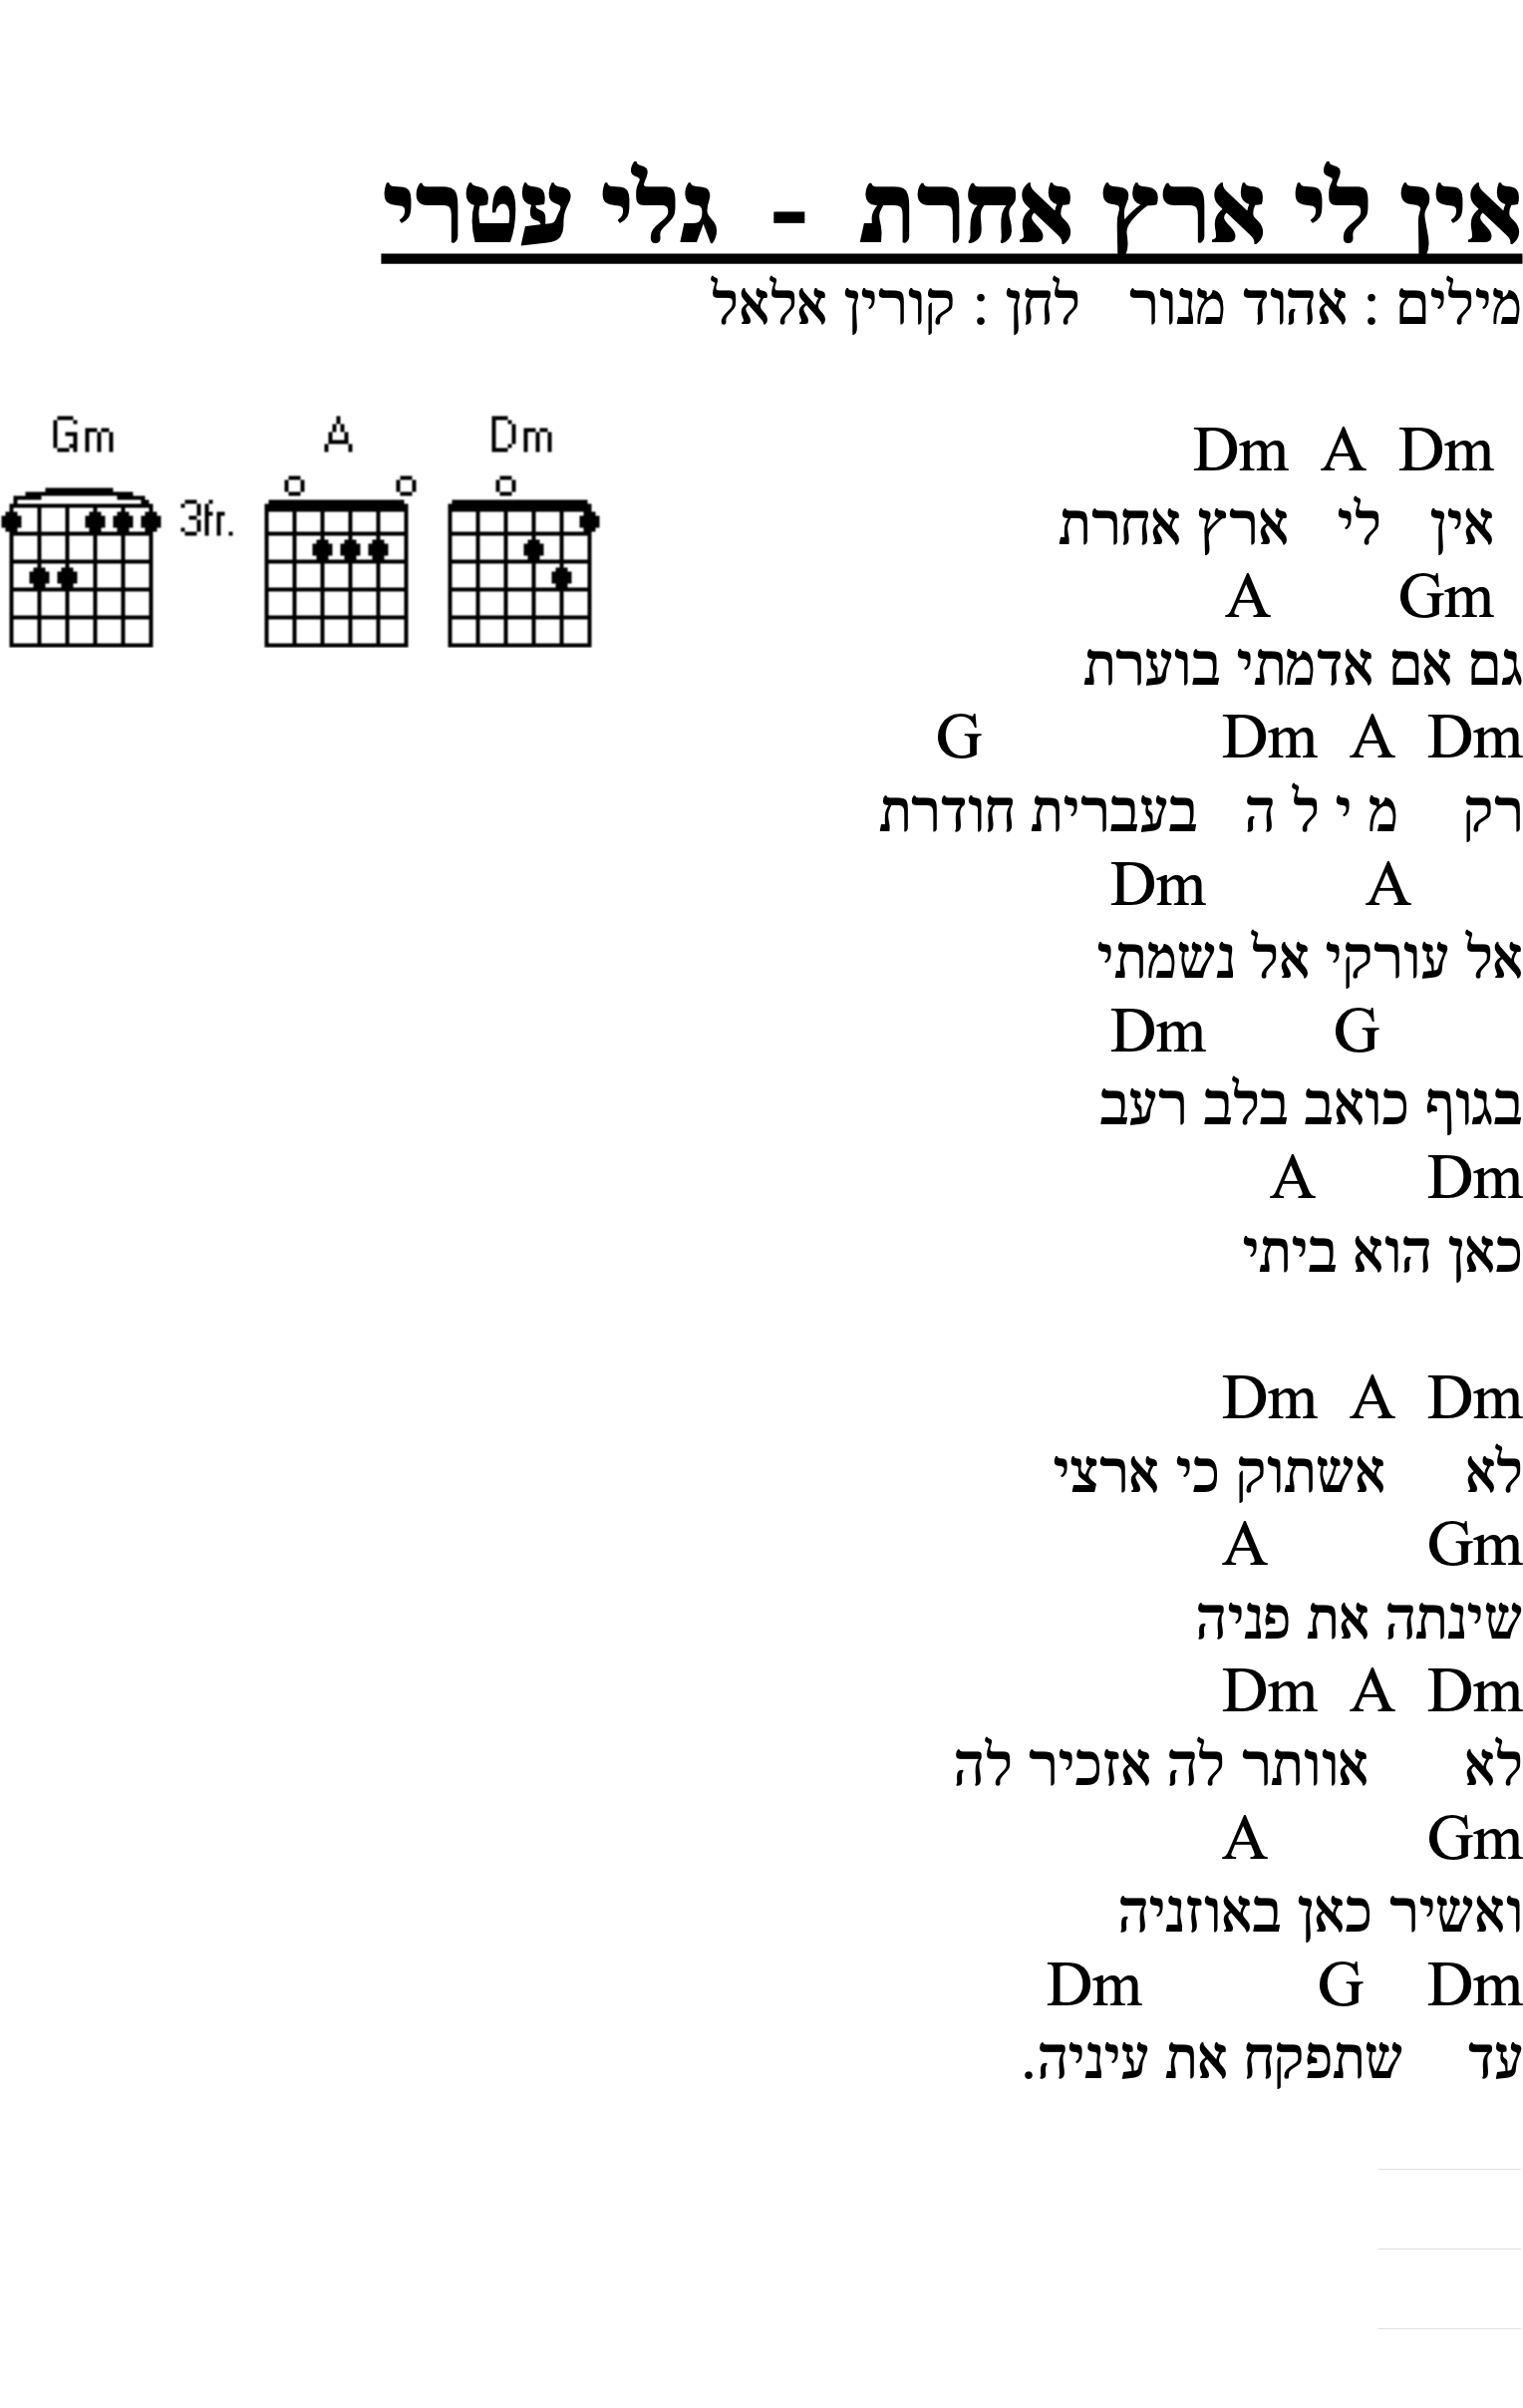 אין לי ארץ אחרת - גלי עטרי
מילים : אהוד מנור   לחן : קורין אלאל
Gm   A   Dm
3fr.
Dm A Dm
אין   לי   ארץ אחרת
A   Gm
גם אם אדמתי בוערת
G   Dm A Dm
רק   מ י ל ה   בעברית חודרת
Dm   A
אל עורקי אל נשמתי
Dm   G
בגוף כואב בלב רעב
A   Dm
כאן הוא ביתי
Dm A Dm
לא   אשתוק כי ארצי
A   Gm
שינתה את פניה
Dm A Dm
לא   אוותר לה אזכיר לה
A   Gm
ואשיר כאן באוזניה
Dm   G   Dm
עד   שתפקח את עיניה.